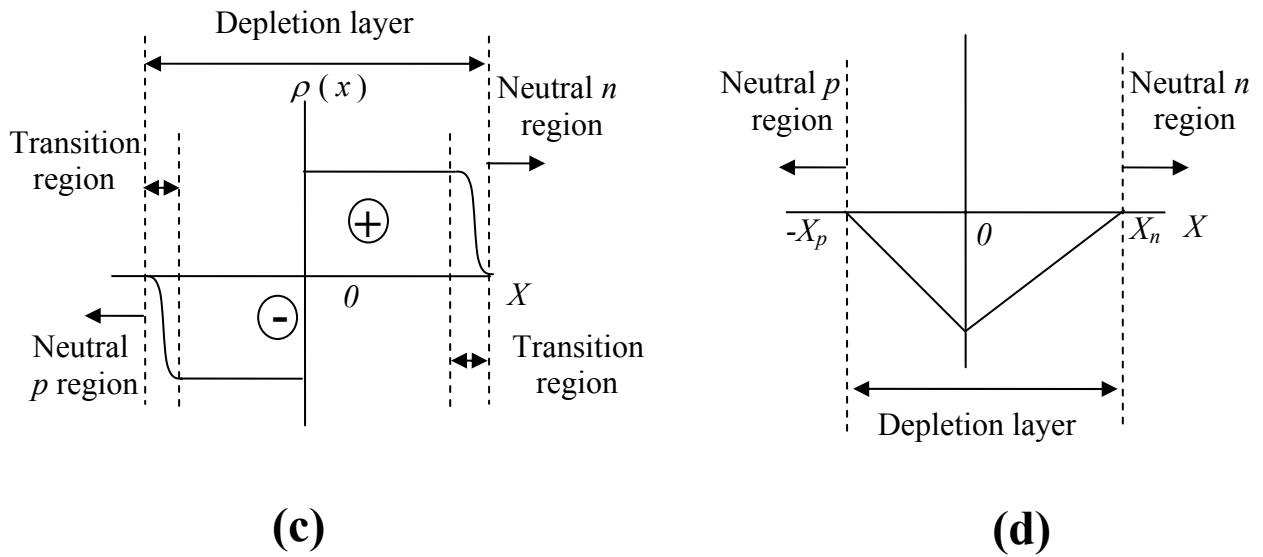 Depletion layer
ρ ( x )
Neutral n
region
Transition
region
+
0
X
-
Neutral
p region
Transition
region
(c)
Neutral p
region
Neutral n
region
-Xp
0
Xn
X
Depletion layer
(d)